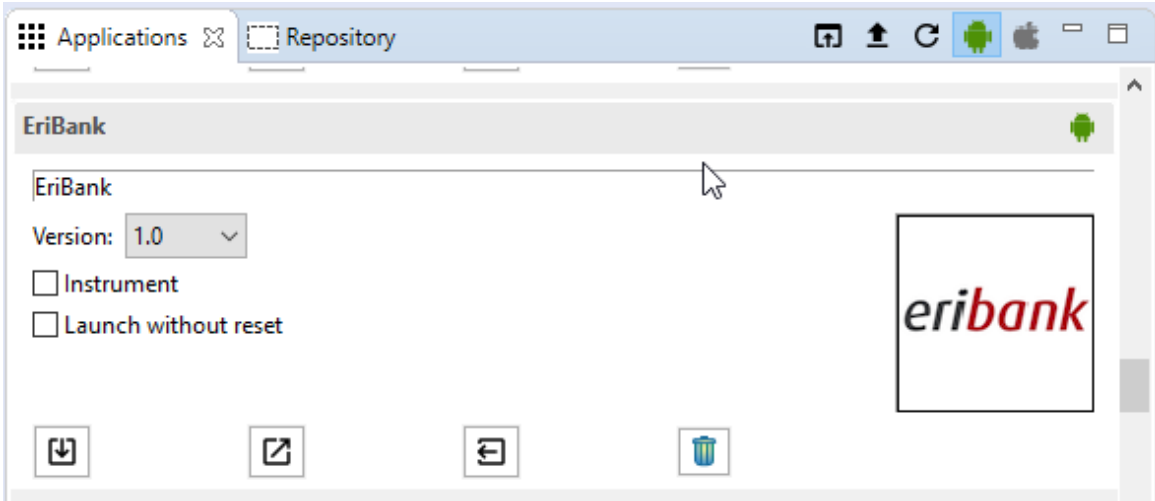 Applications Repository
EriBank
EriBank
Version: 1.0
Instrument
Launch without reset
eribank